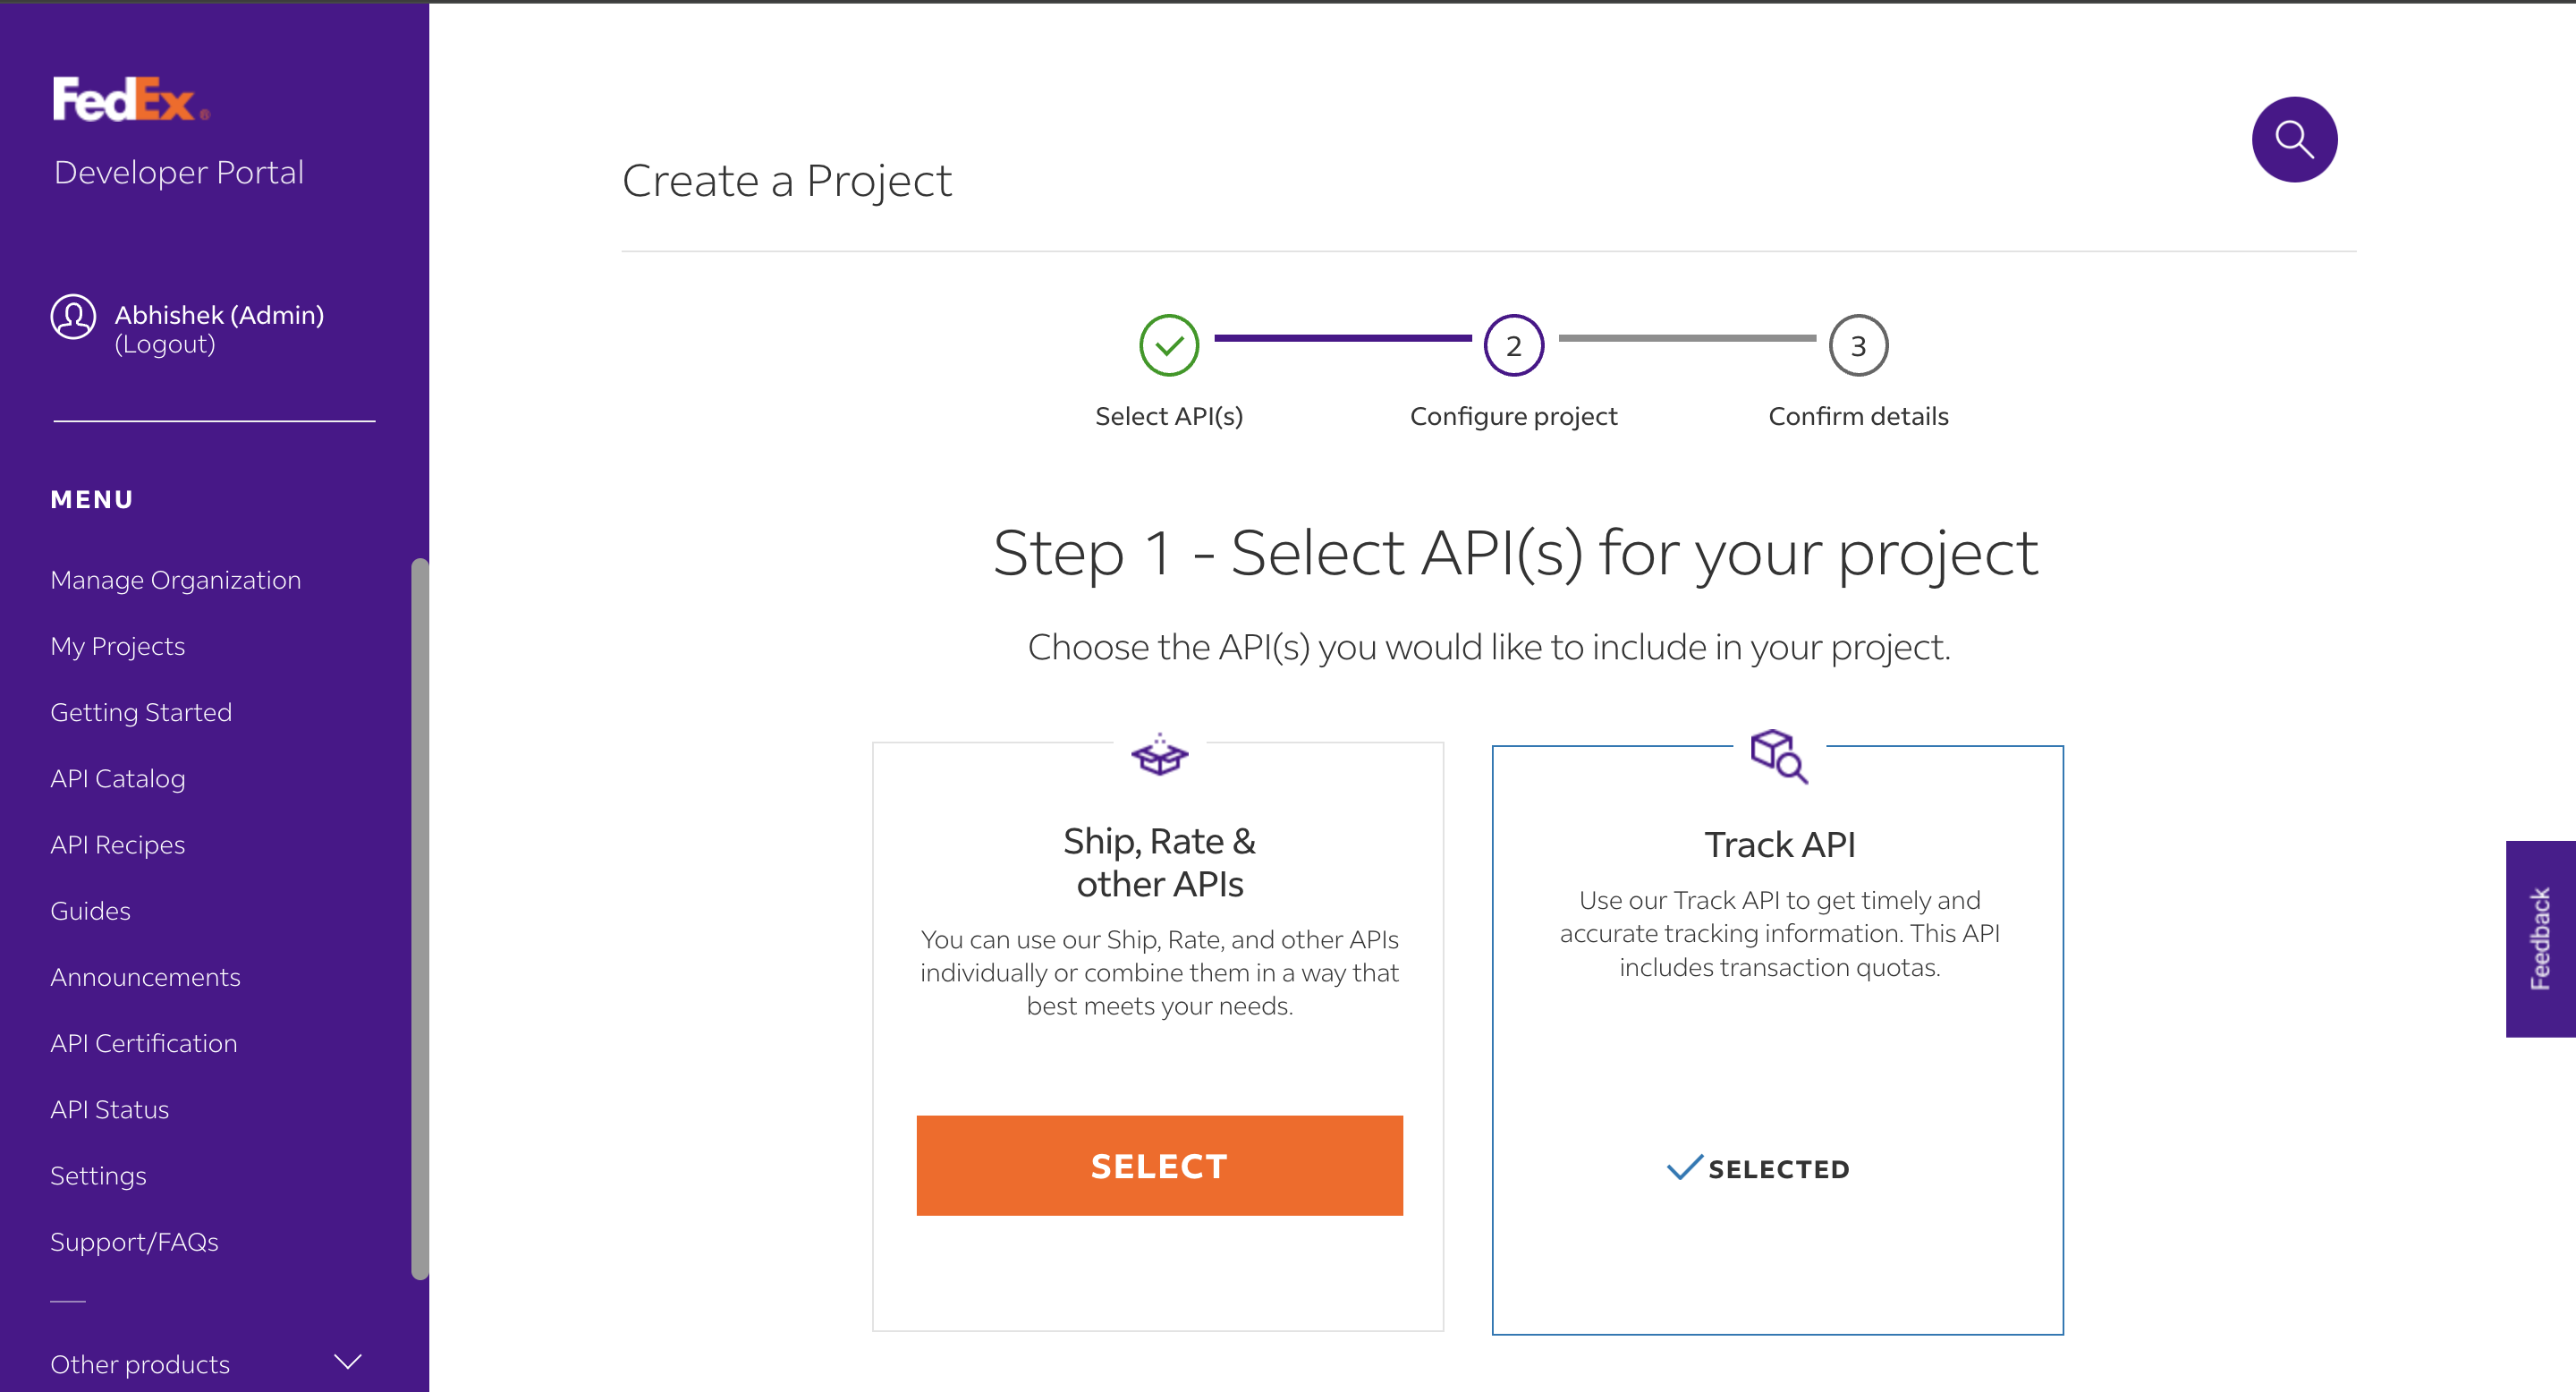 FedEx®
Developer Portal
Abhishek (Admin)
(Logout)
MENU
Manage Organization
My Projects
Getting Started
API Catalog
API Recipes
Guides
Announcements
API Certification
API Status
Settings
Support/FAQs
Other products
Create a Project
2
3
Select API(s)
Configure project
Confirm details
Step 1 - Select API(s) for your project
Choose the API(s) you would like to include in your project.
Ship, Rate &
other APIs
You can use our Ship, Rate, and other APIs
individually or combine them in a way that
best meets your needs.
SELECT
Track API
Use our Track API to get timely and
accurate tracking information. This API
includes transaction quotas.
SELECTED
Feedback